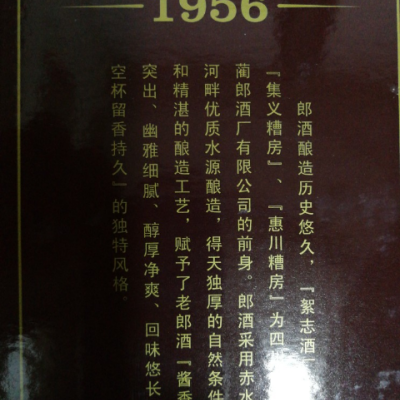 1956
郎酒酿造历史悠久，『絮志酒
『集义糟房』、『惠川糟房』为四
蔺郎酒厂有限公司的前身。郎酒采用赤水
河畔优质水源酿造，得天独厚的自然条件
和精湛的酿造工艺，赋予了老郎酒『酱香
突出、幽雅细腻、醇厚净爽、回味悠长
空杯留香持久』的独特风格。